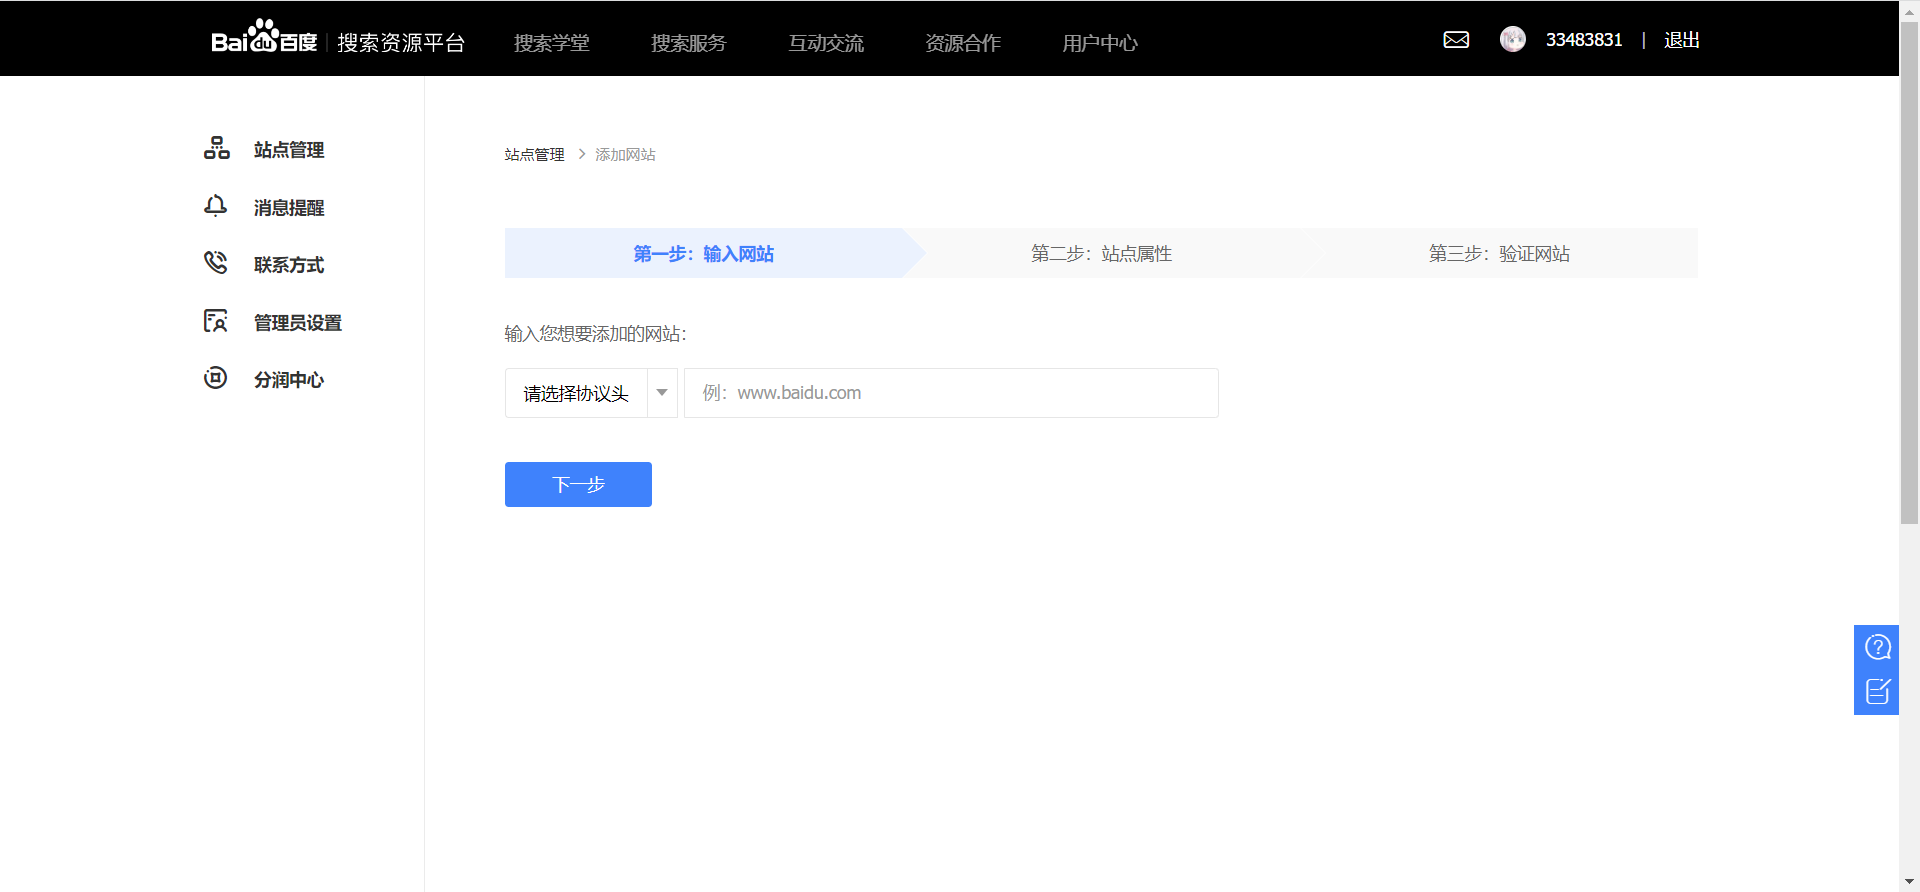 Bai du 百度 | 搜索资源平台 搜索学堂 搜索服务 互动交流 资源合作 用户中心 33483831 | 退出
站点管理
消息提醒
联系方式
管理员设置
分润中心
站点管理 > 添加网站
第一步：输入网站 第二步：站点属性 第三步：验证网站
输入您想要添加的网站：
请选择协议头 例：www.baidu.com
下一步